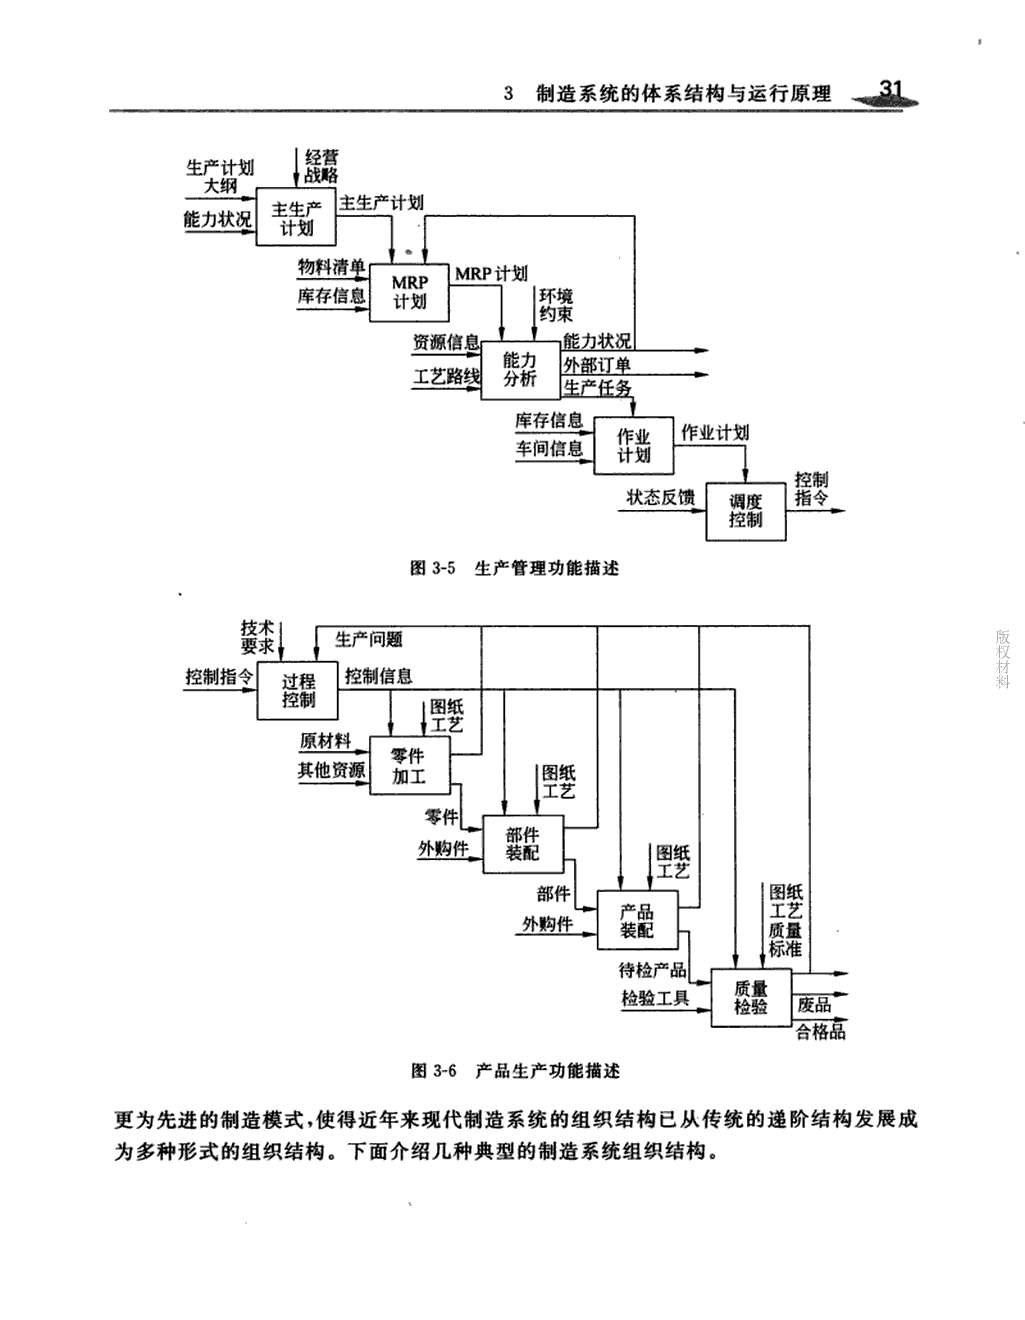 3 制造系统的体系结构与运行原理 31
经营
战略
生产计划
大纲
能力状况
主生产
计划
主生产计划
物料清单
库存信息
MRP
计划
MRP 计划
环境
约束
资源信息
工艺路线
能力
分析
能力状况
外部订单
生产任务
库存信息
车间信息
作业
计划
作业计划
状态反馈
调度
控制
控制
指令
图 3-5 生产管理功能描述
技术
要求
生产问题
控制指令
过程
控制
控制信息
图纸
工艺
原材料
其他资源
零件
加工
图纸
工艺
零件
外购件
部件
装配
图纸
工艺
部件
外购件
产品
装配
图纸
工艺
质量
标准
待检产品
检验工具
质量
检验
废品
合格品
图 3-6 产品生产功能描述
更为先进的制造模式,使得近年来现代制造系统的组织结构已从传统的递阶结构发展成
为多种形式的组织结构。下面介绍几种典型的制造系统组织结构。
版权材料